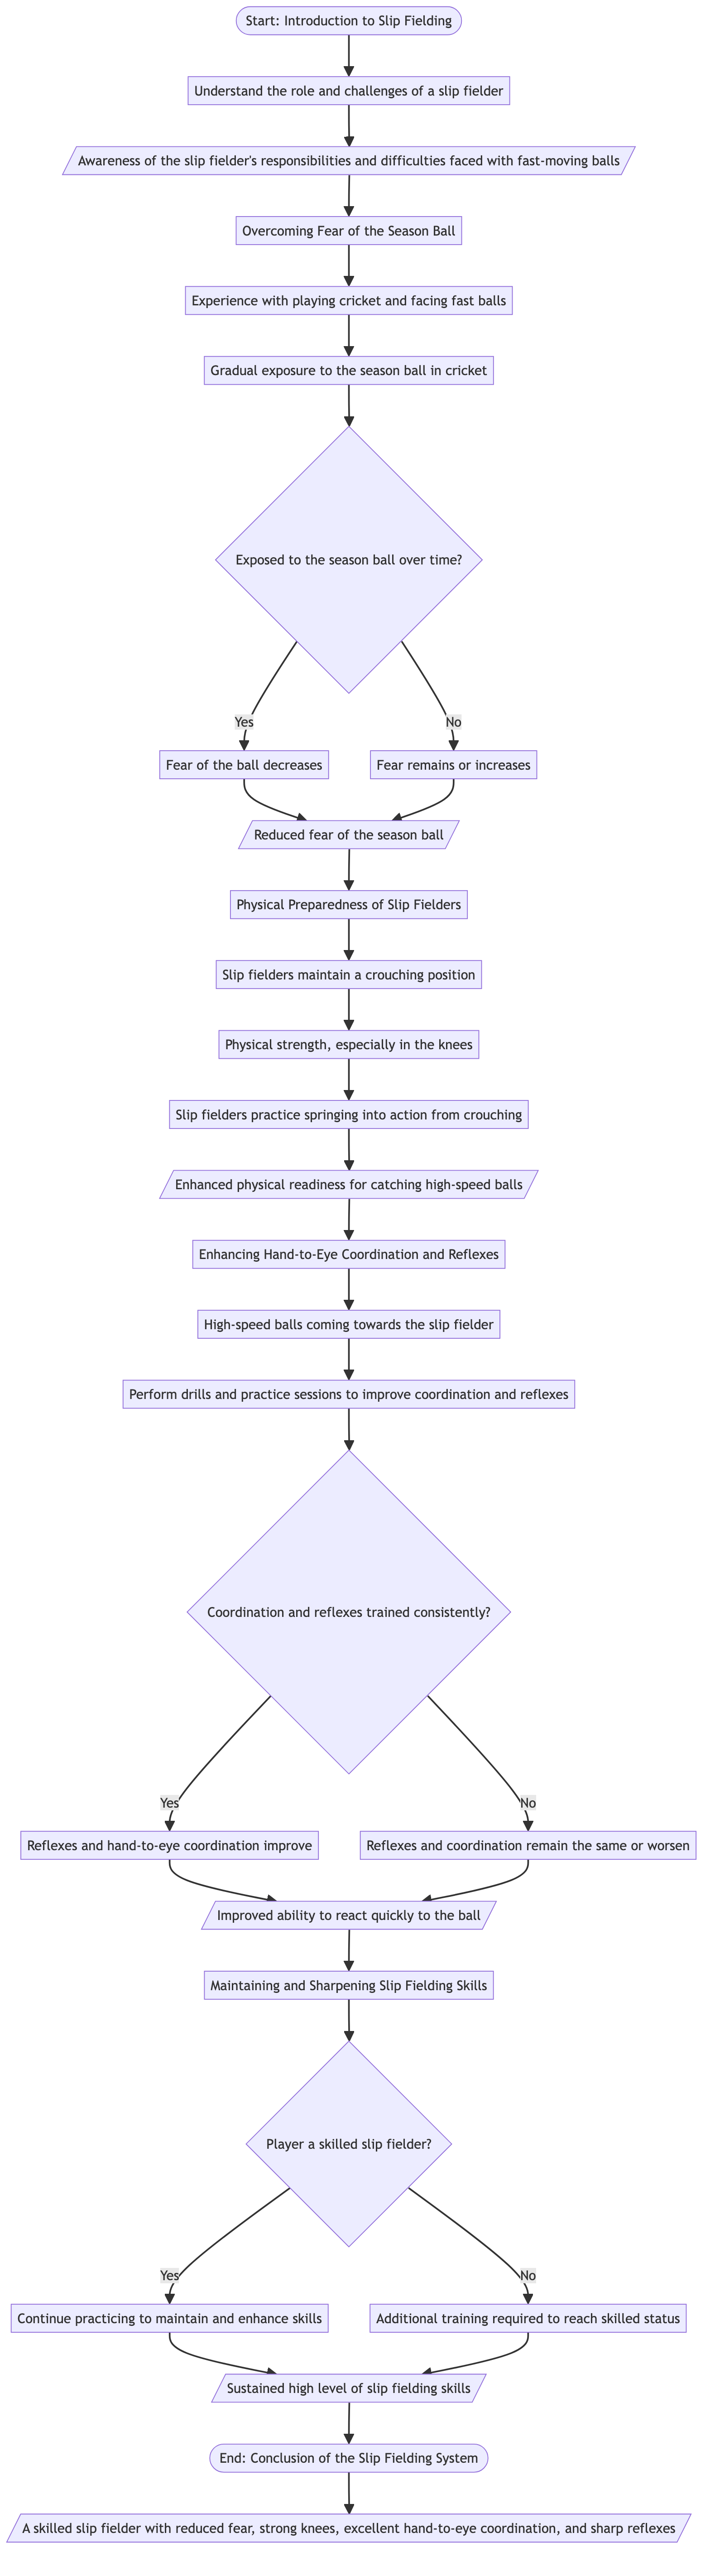 Start: Introduction to Slip Fielding
Understand the role and challenges of a slip fielder
Awareness of the slip fielder's responsibilities and difficulties faced with fast-moving balls
Overcoming Fear of the Season Ball
Experience with playing cricket and facing fast balls
Gradual exposure to the season ball in cricket
Exposed to the season ball over time?
Yes
No
Fear of the ball decreases
Fear remains or increases
Reduced fear of the season ball
Physical Preparedness of Slip Fielders
Slip fielders maintain a crouching position
Physical strength, especially in the knees
Slip fielders practice springing into action from crouching
Enhanced physical readiness for catching high-speed balls
Enhancing Hand-to-Eye Coordination and Reflexes
High-speed balls coming towards the slip fielder
Perform drills and practice sessions to improve coordination and reflexes
Coordination and reflexes trained consistently?
Yes
No
Reflexes and hand-to-eye coordination improve
Reflexes and coordination remain the same or worsen
Improved ability to react quickly to the ball
Maintaining and Sharpening Slip Fielding Skills
Player a skilled slip fielder?
Yes
No
Continue practicing to maintain and enhance skills
Additional training required to reach skilled status
Sustained high level of slip fielding skills
End: Conclusion of the Slip Fielding System
A skilled slip fielder with reduced fear, strong knees, excellent hand-to-eye coordination, and sharp reflexes